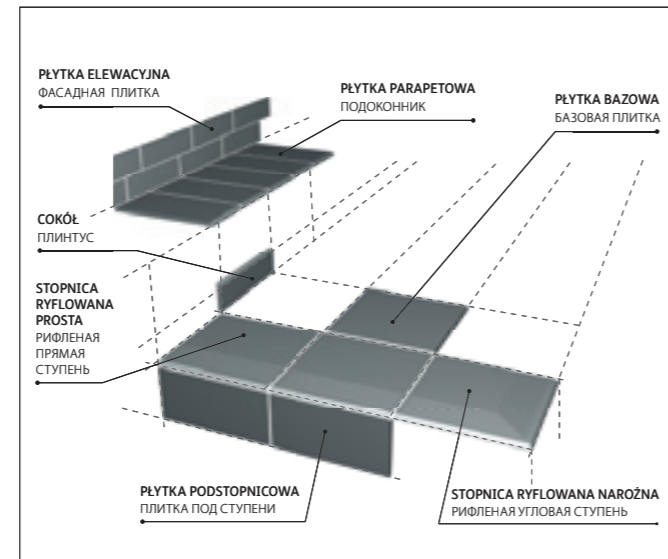 PŁYTKA ELEWACYJNA
ФАСАДНАЯ ПЛИТКА
PŁYTKA PARAPETOWA
ПОДОКОННИК
PŁYTKA BAZOWA
БАЗОВАЯ ПЛИТКА
COKÓŁ
ПЛИНТУС
STOPNICA
RYFLOWANA
PROSTA
РИФЛЕНАЯ
ПРЯМАЯ
СТУПЕНЬ
PŁYTKA PODSTOPNICOWA
ПЛИТКА ПОД СТУПЕНИ
STOPNICA RYFLOWANA NAROŻNA
РИФЛЕНАЯ УГЛОВАЯ СТУПЕНЬ